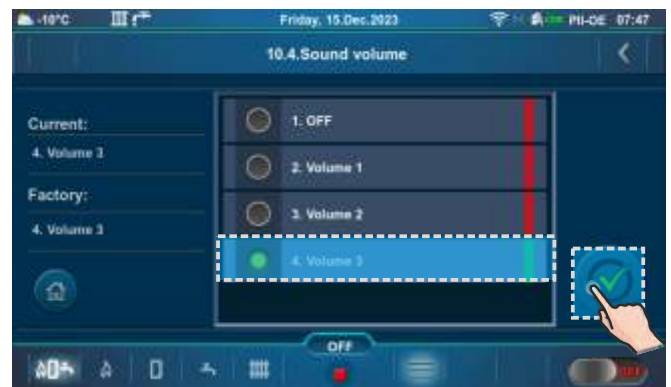 -10°C Friday, 15.Dec.2023 PII-OE 07:47
10.4.Sound volume
Current:
4. Volume 3
Factory:
4. Volume 3
1. OFF
2. Volume 1
3. Volume 2
4. Volume 3
OFF
OFF